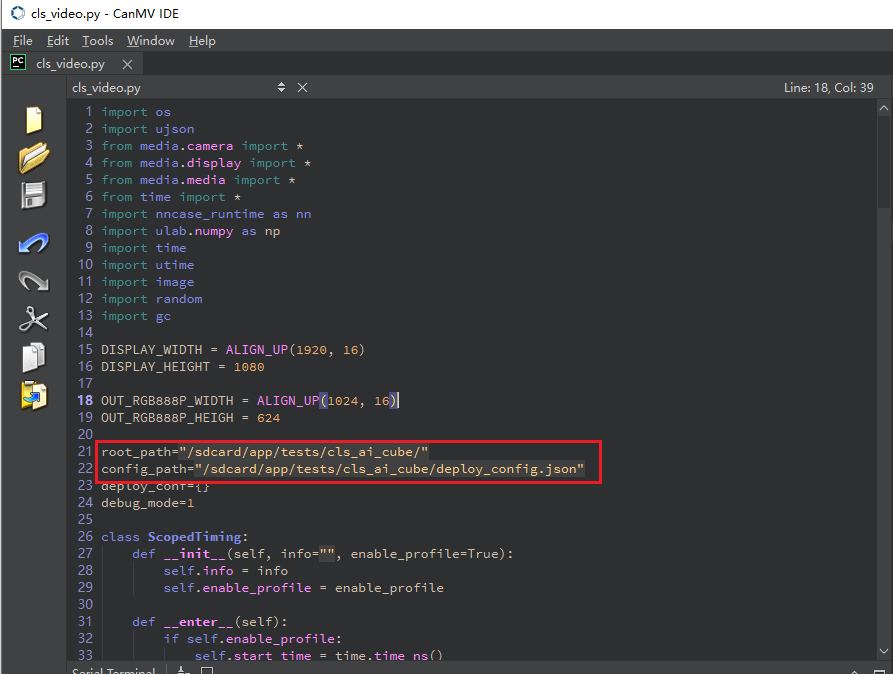 cls_video.py - CanMV IDE
File Edit Tools Window Help
PC cls_video.py
cls_video.py Line: 18, Col: 39
1 import os
2 import ujson
3 from media.camera import *
4 from media.display import *
5 from media.media import *
6 from time import *
7 import nncase_runtime as nn
8 import ulab.numpy as np
9 import time
10 import utime
11 import image
12 import random
13 import gc
14
15 DISPLAY_WIDTH = ALIGN_UP(1920, 16)
16 DISPLAY_HEIGHT = 1080
17
18 OUT_RGB888P_WIDTH = ALIGN_UP(1024, 16)
19 OUT_RGB888P_HEIGH = 624
20
21 root_path="/sdcard/app/tests/cls_ai_cube/"
22 config_path="/sdcard/app/tests/cls_ai_cube/deploy_config.json"
23 deploy_conf={}
24 debug_mode=1
25
26 class ScopedTiming:
27     def __init__(self, info="", enable_profile=True):
28         self.info = info
29         self.enable_profile = enable_profile
30
31     def __enter__(self):
32         if self.enable_profile:
33             self.start_time = time.time_ns()
Serial Terminal